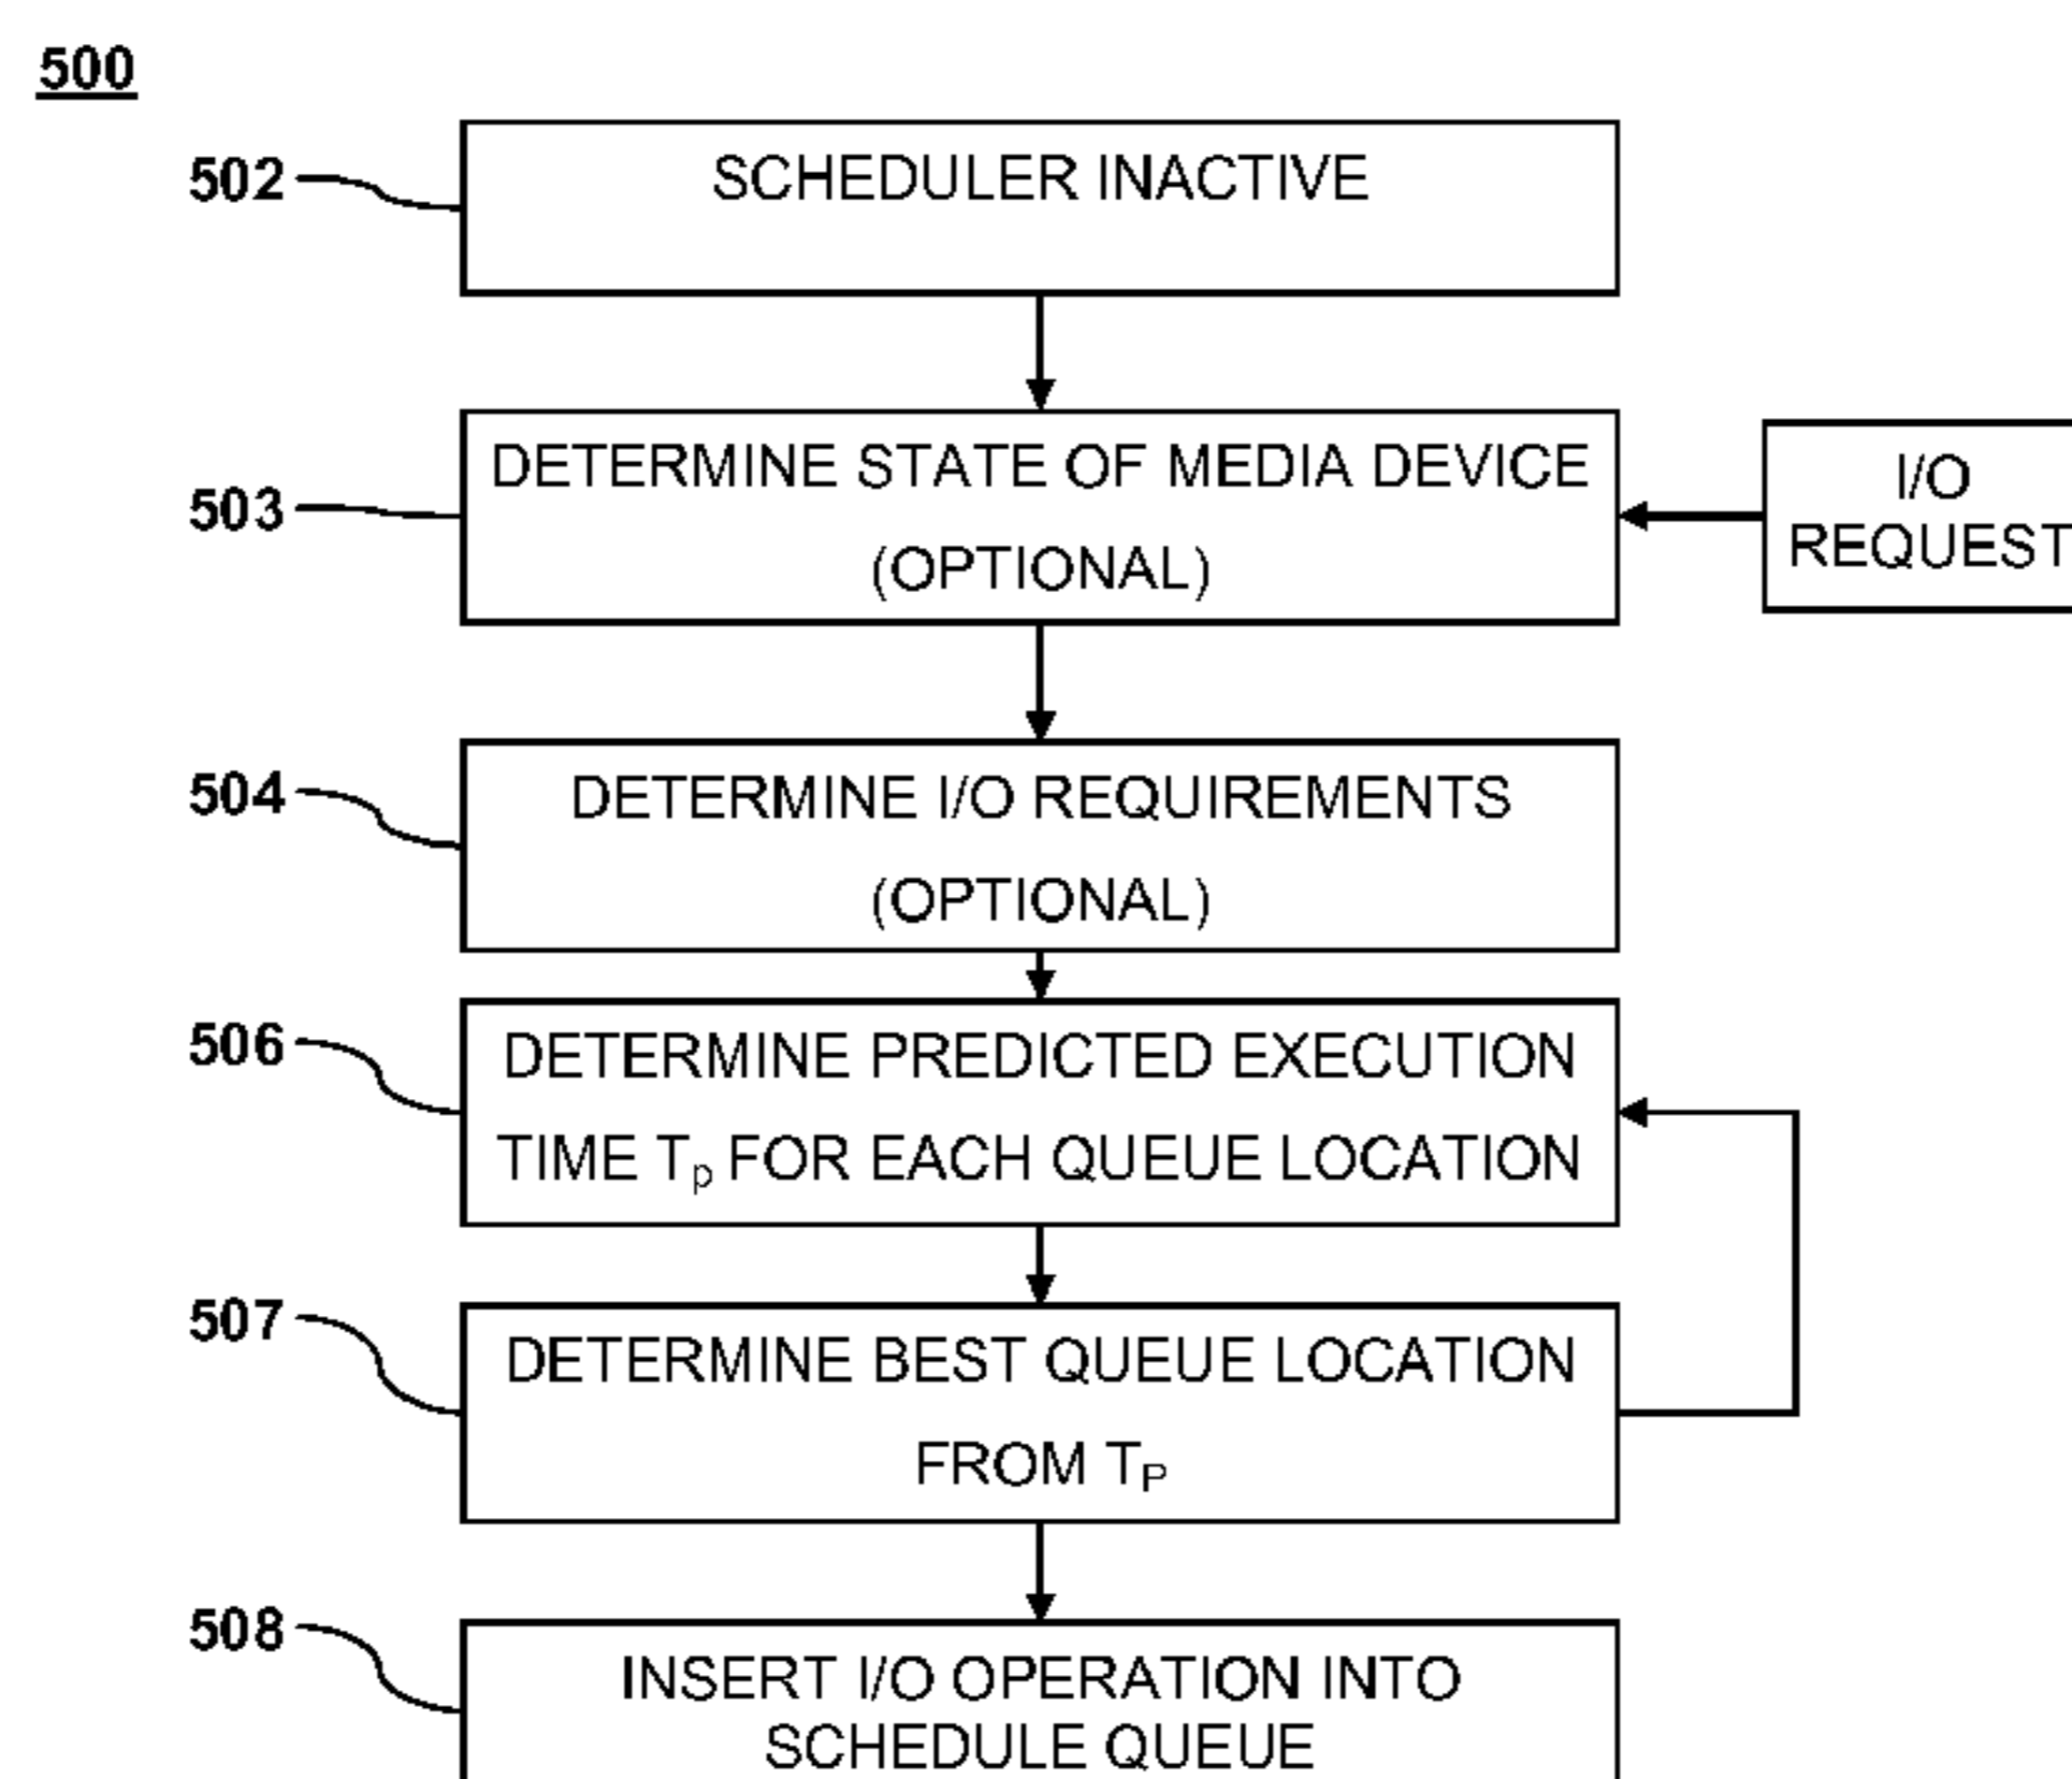 500
502
SCHEDULER INACTIVE
503
DETERMINE STATE OF MEDIA DEVICE
(OPTIONAL)
I/O
REQUEST
504
DETERMINE I/O REQUIREMENTS
(OPTIONAL)
506
DETERMINE PREDICTED EXECUTION
TIME Tp FOR EACH QUEUE LOCATION
507
DETERMINE BEST QUEUE LOCATION
FROM TP
508
INSERT I/O OPERATION INTO
SCHEDULE QUEUE